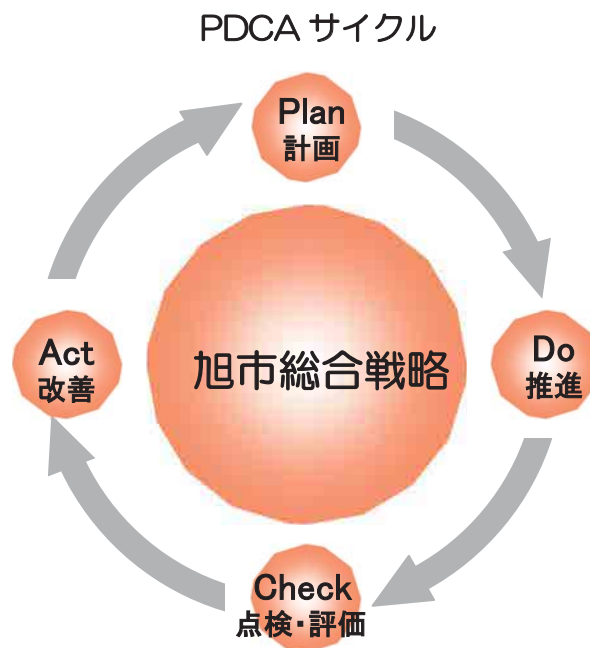 PDCA サイクル
Plan
計画
Do
推進
旭市総合戦略
Act
改善
Check
点検・評価